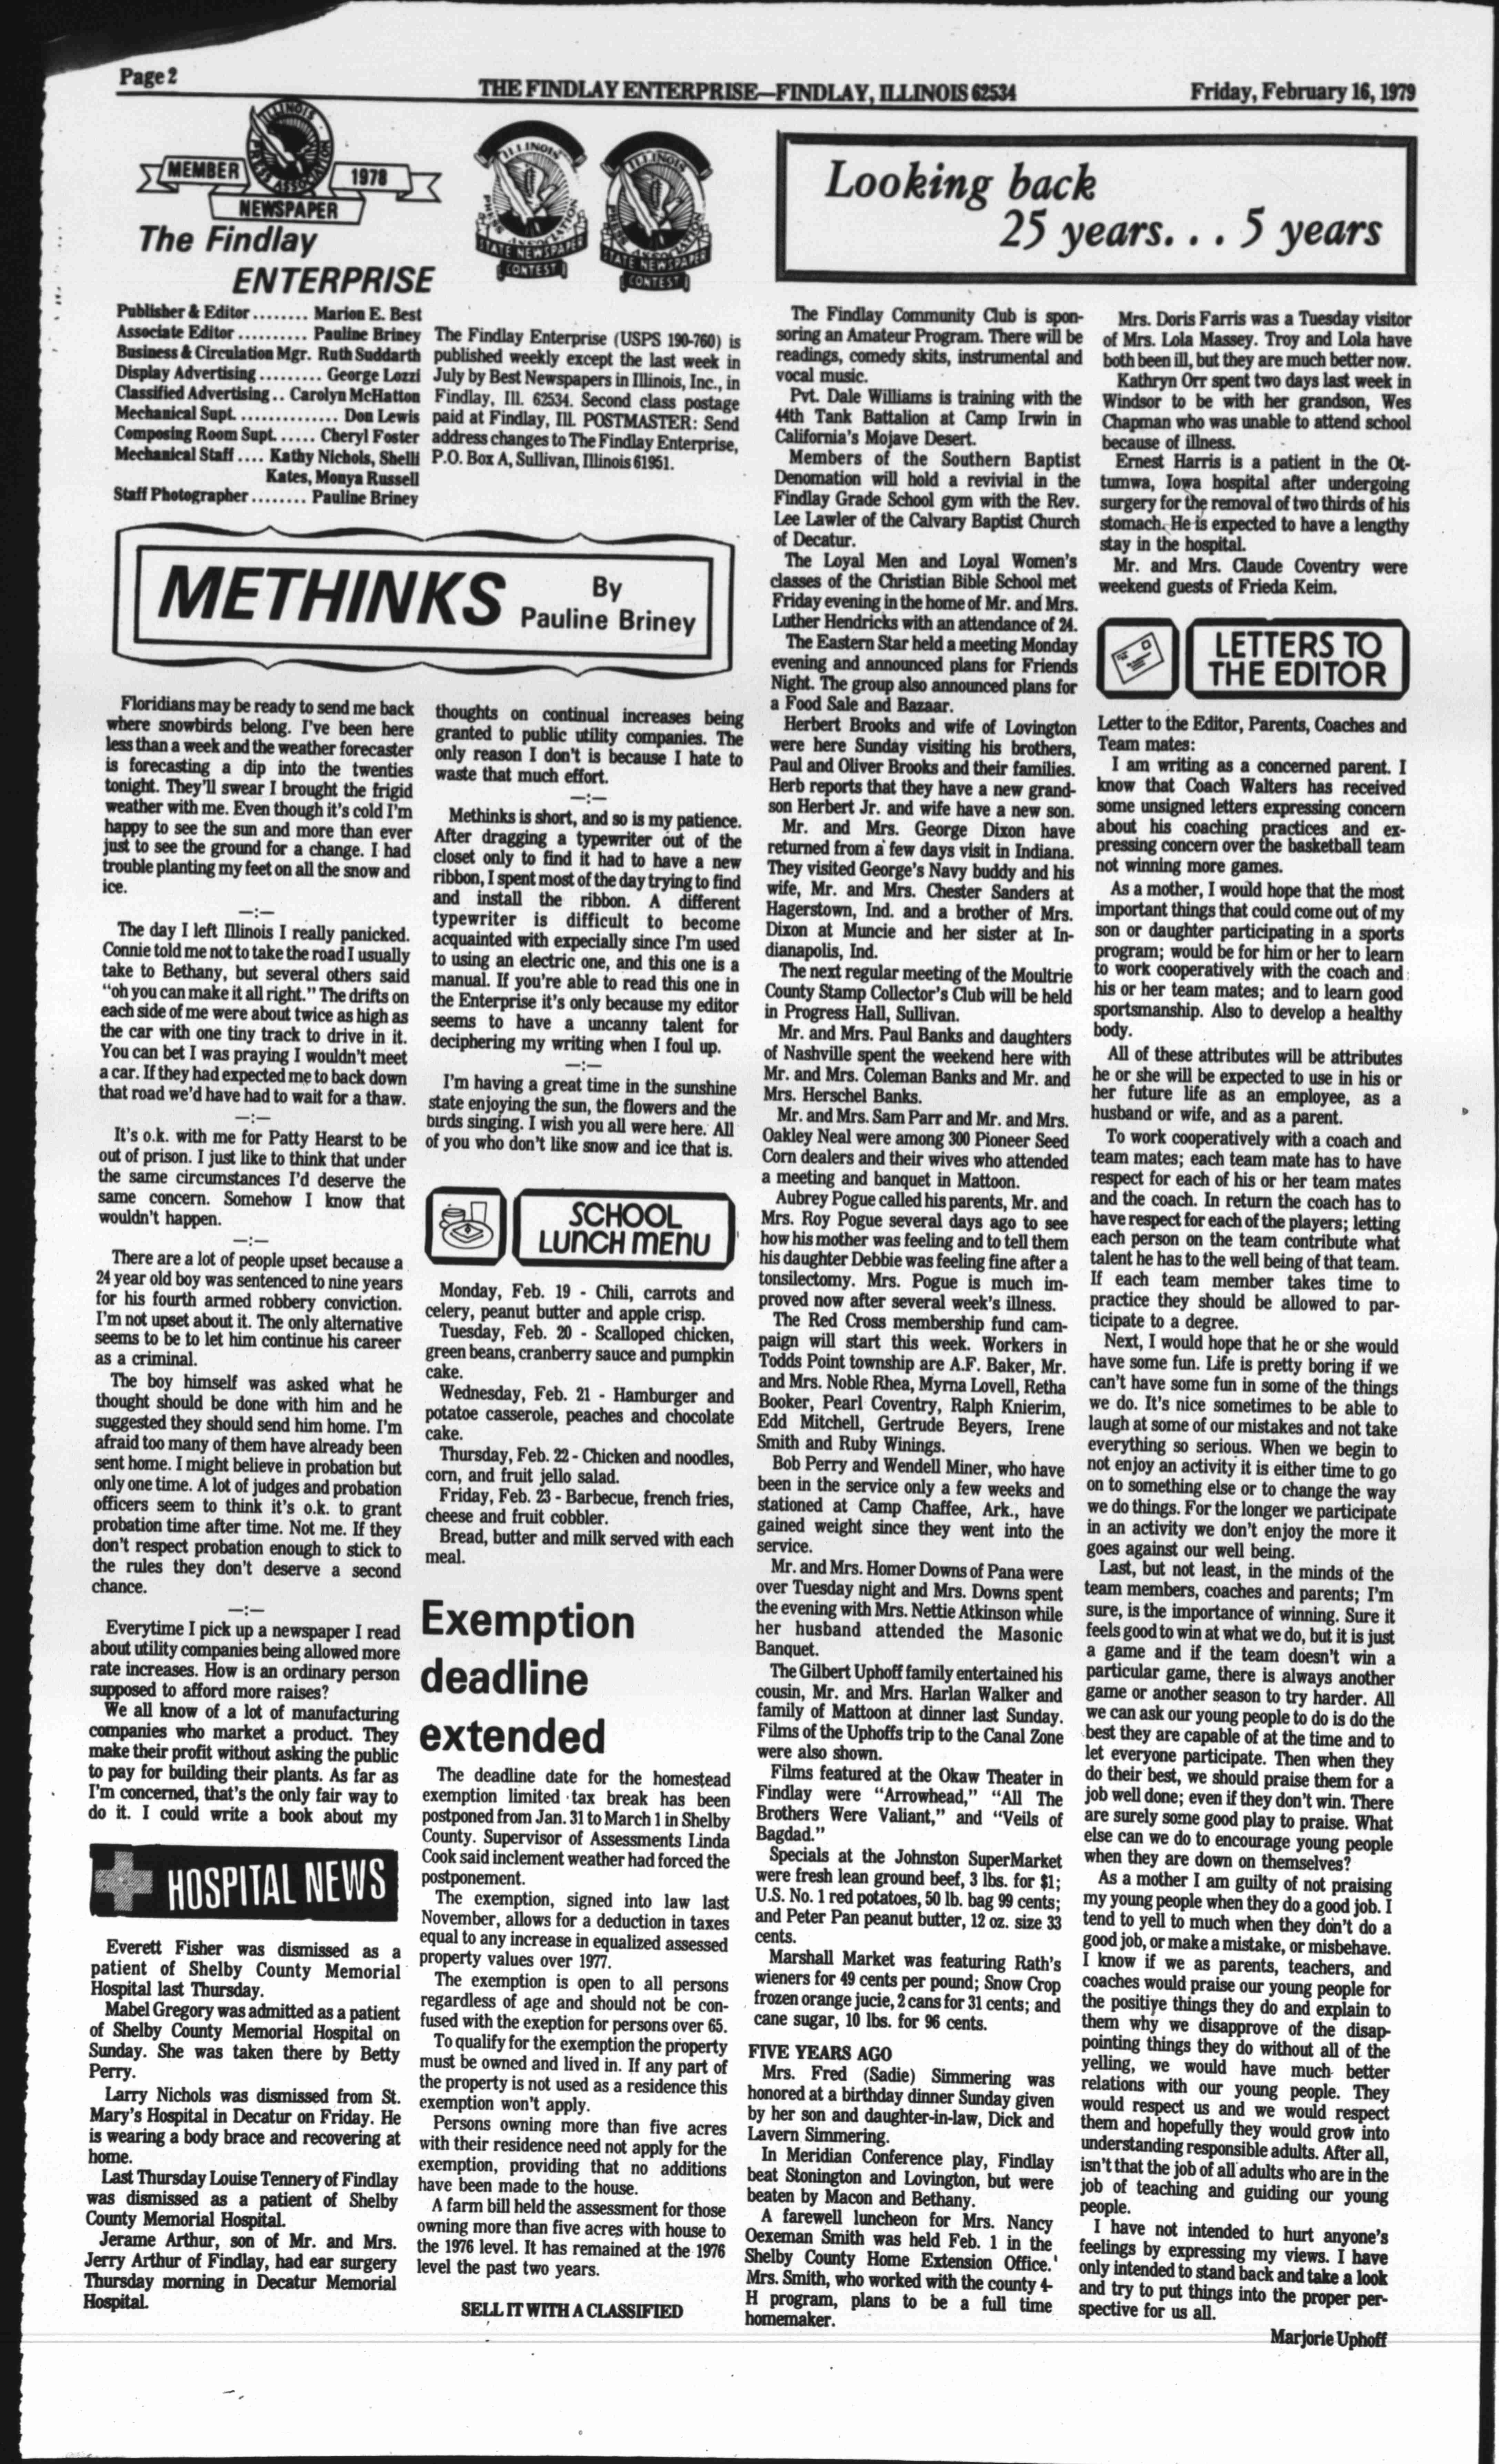 Page 2
THE FINDLAY ENTERPRISE—FINDLAY, ILLINOIS 62534
Friday, February 16, 1979
ILLINOIS
PRESS ASSOCIATION
MEMBER
1978
NEWSPAPER
The Findlay
ENTERPRISE
ILLINOIS
PRESS ASSOCIATION
STATE NEWSPAPER
CONTEST
ILLINOIS
PRESS ASSOCIATION
STATE NEWSPAPER
CONTEST
Publisher & Editor ........ Marion E. Best
Associate Editor .......... Pauline Briney
Business & Circulation Mgr. Ruth Suddarth
Display Advertising ......... George Lozzi
Classified Advertising .. Carolyn McHatton
Mechanical Supt. ............. Don Lewis
Composing Room Supt. ..... Cheryl Foster
Mechanical Staff .... Kathy Nichols, Shelli
Kates, Monya Russell
Staff Photographer ........ Pauline Briney
The Findlay Enterprise (USPS 190-760) is
published weekly except the last week in
July by Best Newspapers in Illinois, Inc., in
Findlay, Ill. 62534. Second class postage
paid at Findlay, Ill. POSTMASTER: Send
address changes to The Findlay Enterprise,
P.O. Box A, Sullivan, Illinois 61951.
METHINKS
By
Pauline Briney
Floridians may be ready to send me back
where snowbirds belong. I've been here
less than a week and the weather forecaster
is forecasting a dip into the twenties
tonight. They'll swear I brought the frigid
weather with me. Even though it's cold I'm
happy to see the sun and more than ever
just to see the ground for a change. I had
trouble planting my feet on all the snow and
ice.
—:—
The day I left Illinois I really panicked.
Connie told me not to take the road I usually
take to Bethany, but several others said
"oh you can make it all right." The drifts on
each side of me were about twice as high as
the car with one tiny track to drive in it.
You can bet I was praying I wouldn't meet
a car. If they had expected me to back down
that road we'd have had to wait for a thaw.
—:—
It's o.k. with me for Patty Hearst to be
out of prison. I just like to think that under
the same circumstances I'd deserve the
same concern. Somehow I know that
wouldn't happen.
—:—
There are a lot of people upset because a
24 year old boy was sentenced to nine years
for his fourth armed robbery conviction.
I'm not upset about it. The only alternative
seems to be to let him continue his career
as a criminal.
The boy himself was asked what he
thought should be done with him and he
suggested they should send him home. I'm
afraid too many of them have already been
sent home. I might believe in probation but
only one time. A lot of judges and probation
officers seem to think it's o.k. to grant
probation time after time. Not me. If they
don't respect probation enough to stick to
the rules they don't deserve a second
chance.
—:—
Everytime I pick up a newspaper I read
about utility companies being allowed more
rate increases. How is an ordinary person
supposed to afford more raises?
We all know of a lot of manufacturing
companies who market a product. They
make their profit without asking the public
to pay for building their plants. As far as
I'm concerned, that's the only fair way to
do it. I could write a book about my
thoughts on continual increases being
granted to public utility companies. The
only reason I don't is because I hate to
waste that much effort.
—:—
Methinks is short, and so is my patience.
After dragging a typewriter out of the
closet only to find it had to have a new
ribbon, I spent most of the day trying to find
and install the ribbon. A different
typewriter is difficult to become
acquainted with expecially since I'm used
to using an electric one, and this one is a
manual. If you're able to read this one in
the Enterprise it's only because my editor
seems to have a uncanny talent for
deciphering my writing when I foul up.
—:—
I'm having a great time in the sunshine
state enjoying the sun, the flowers and the
birds singing. I wish you all were here. All
of you who don't like snow and ice that is.
HOSPITAL NEWS
Everett Fisher was dismissed as a
patient of Shelby County Memorial
Hospital last Thursday.
Mabel Gregory was admitted as a patient
of Shelby County Memorial Hospital on
Sunday. She was taken there by Betty
Perry.
Larry Nichols was dismissed from St.
Mary's Hospital in Decatur on Friday. He
is wearing a body brace and recovering at
home.
Last Thursday Louise Tennery of Findlay
was dismissed as a patient of Shelby
County Memorial Hospital.
Jerame Arthur, son of Mr. and Mrs.
Jerry Arthur of Findlay, had ear surgery
Thursday morning in Decatur Memorial
Hospital.
SCHOOL
LUNCH MENU
Monday, Feb. 19 - Chili, carrots and
celery, peanut butter and apple crisp.
Tuesday, Feb. 20 - Scalloped chicken,
green beans, cranberry sauce and pumpkin
cake.
Wednesday, Feb. 21 - Hamburger and
potatoe casserole, peaches and chocolate
cake.
Thursday, Feb. 22 - Chicken and noodles,
corn, and fruit jello salad.
Friday, Feb. 23 - Barbecue, french fries,
cheese and fruit cobbler.
Bread, butter and milk served with each
meal.
Exemption
deadline
extended
The deadline date for the homestead
exemption limited tax break has been
postponed from Jan. 31 to March 1 in Shelby
County. Supervisor of Assessments Linda
Cook said inclement weather had forced the
postponement.
The exemption, signed into law last
November, allows for a deduction in taxes
equal to any increase in equalized assessed
property values over 1977.
The exemption is open to all persons
regardless of age and should not be con-
fused with the exeption for persons over 65.
To qualify for the exemption the property
must be owned and lived in. If any part of
the property is not used as a residence this
exemption won't apply.
Persons owning more than five acres
with their residence need not apply for the
exemption, providing that no additions
have been made to the house.
A farm bill held the assessment for those
owning more than five acres with house to
the 1976 level. It has remained at the 1976
level the past two years.
SELL IT WITH A CLASSIFIED
Looking back
25 years. . . 5 years
The Findlay Community Club is spon-
soring an Amateur Program. There will be
readings, comedy skits, instrumental and
vocal music.
Pvt. Dale Williams is training with the
44th Tank Battalion at Camp Irwin in
California's Mojave Desert.
Members of the Southern Baptist
Denomation will hold a revivial in the
Findlay Grade School gym with the Rev.
Lee Lawler of the Calvary Baptist Church
of Decatur.
The Loyal Men and Loyal Women's
classes of the Christian Bible School met
Friday evening in the home of Mr. and Mrs.
Luther Hendricks with an attendance of 24.
The Eastern Star held a meeting Monday
evening and announced plans for Friends
Night. The group also announced plans for
a Food Sale and Bazaar.
Herbert Brooks and wife of Lovington
were here Sunday visiting his brothers,
Paul and Oliver Brooks and their families.
Herb reports that they have a new grand-
son Herbert Jr. and wife have a new son.
Mr. and Mrs. George Dixon have
returned from a few days visit in Indiana.
They visited George's Navy buddy and his
wife, Mr. and Mrs. Chester Sanders at
Hagerstown, Ind. and a brother of Mrs.
Dixon at Muncie and her sister at In-
dianapolis, Ind.
The next regular meeting of the Moultrie
County Stamp Collector's Club will be held
in Progress Hall, Sullivan.
Mr. and Mrs. Paul Banks and daughters
of Nashville spent the weekend here with
Mr. and Mrs. Coleman Banks and Mr. and
Mrs. Herschel Banks.
Mr. and Mrs. Sam Parr and Mr. and Mrs.
Oakley Neal were among 300 Pioneer Seed
Corn dealers and their wives who attended
a meeting and banquet in Mattoon.
Aubrey Pogue called his parents, Mr. and
Mrs. Roy Pogue several days ago to see
how his mother was feeling and to tell them
his daughter Debbie was feeling fine after a
tonsilectomy. Mrs. Pogue is much im-
proved now after several week's illness.
The Red Cross membership fund cam-
paign will start this week. Workers in
Todds Point township are A.F. Baker, Mr.
and Mrs. Noble Rhea, Myrna Lovell, Retha
Booker, Pearl Coventry, Ralph Knierim,
Edd Mitchell, Gertrude Beyers, Irene
Smith and Ruby Winings.
Bob Perry and Wendell Miner, who have
been in the service only a few weeks and
stationed at Camp Chaffee, Ark., have
gained weight since they went into the
service.
Mr. and Mrs. Homer Downs of Pana were
over Tuesday night and Mrs. Downs spent
the evening with Mrs. Nettie Atkinson while
her husband attended the Masonic
Banquet.
The Gilbert Uphoff family entertained his
cousin, Mr. and Mrs. Harlan Walker and
family of Mattoon at dinner last Sunday.
Films of the Uphoffs trip to the Canal Zone
were also shown.
Films featured at the Okaw Theater in
Findlay were "Arrowhead," "All The
Brothers Were Valiant," and "Veils of
Bagdad."
Specials at the Johnston SuperMarket
were fresh lean ground beef, 3 lbs. for $1;
U.S. No. 1 red potatoes, 50 lb. bag 99 cents;
and Peter Pan peanut butter, 12 oz. size 33
cents.
Marshall Market was featuring Rath's
wieners for 49 cents per pound; Snow Crop
frozen orange jucie, 2 cans for 31 cents; and
cane sugar, 10 lbs. for 96 cents.
FIVE YEARS AGO
Mrs. Fred (Sadie) Simmering was
honored at a birthday dinner Sunday given
by her son and daughter-in-law, Dick and
Lavern Simmering.
In Meridian Conference play, Findlay
beat Stonington and Lovington, but were
beaten by Macon and Bethany.
A farewell luncheon for Mrs. Nancy
Oexeman Smith was held Feb. 1 in the
Shelby County Home Extension Office.
Mrs. Smith, who worked with the county 4-
H program, plans to be a full time
homemaker.
Mrs. Doris Farris was a Tuesday visitor
of Mrs. Lola Massey. Troy and Lola have
both been ill, but they are much better now.
Kathryn Orr spent two days last week in
Windsor to be with her grandson, Wes
Chapman who was unable to attend school
because of illness.
Ernest Harris is a patient in the Ot-
tumwa, Iowa hospital after undergoing
surgery for the removal of two thirds of his
stomach. He is expected to have a lengthy
stay in the hospital.
Mr. and Mrs. Claude Coventry were
weekend guests of Frieda Keim.
LETTERS TO
THE EDITOR
Letter to the Editor, Parents, Coaches and
Team mates:
I am writing as a concerned parent. I
know that Coach Walters has received
some unsigned letters expressing concern
about his coaching practices and ex-
pressing concern over the basketball team
not winning more games.
As a mother, I would hope that the most
important things that could come out of my
son or daughter participating in a sports
program; would be for him or her to learn
to work cooperatively with the coach and
his or her team mates; and to learn good
sportsmanship. Also to develop a healthy
body.
All of these attributes will be attributes
he or she will be expected to use in his or
her future life as an employee, as a
husband or wife, and as a parent.
To work cooperatively with a coach and
team mates; each team mate has to have
respect for each of his or her team mates
and the coach. In return the coach has to
have respect for each of the players; letting
each person on the team contribute what
talent he has to the well being of that team.
If each team member takes time to
practice they should be allowed to par-
ticipate to a degree.
Next, I would hope that he or she would
have some fun. Life is pretty boring if we
can't have some fun in some of the things
we do. It's nice sometimes to be able to
laugh at some of our mistakes and not take
everything so serious. When we begin to
not enjoy an activity it is either time to go
on to something else or to change the way
we do things. For the longer we participate
in an activity we don't enjoy the more it
goes against our well being.
Last, but not least, in the minds of the
team members, coaches and parents; I'm
sure, is the importance of winning. Sure it
feels good to win at what we do, but it is just
a game and if the team doesn't win a
particular game, there is always another
game or another season to try harder. All
we can ask our young people to do is do the
best they are capable of at the time and to
let everyone participate. Then when they
do their best, we should praise them for a
job well done; even if they don't win. There
are surely some good play to praise. What
else can we do to encourage young people
when they are down on themselves?
As a mother I am guilty of not praising
my young people when they do a good job. I
tend to yell to much when they don't do a
good job, or make a mistake, or misbehave.
I know if we as parents, teachers, and
coaches would praise our young people for
the positive things they do and explain to
them why we disapprove of the disap-
pointing things they do without all of the
yelling, we would have much better
relations with our young people. They
would respect us and we would respect
them and hopefully they would grow into
understanding responsible adults. After all,
isn't that the job of all adults who are in the
job of teaching and guiding our young
people.
I have not intended to hurt anyone's
feelings by expressing my views. I have
only intended to stand back and take a look
and try to put things into the proper per-
spective for us all.
Marjorie Uphoff